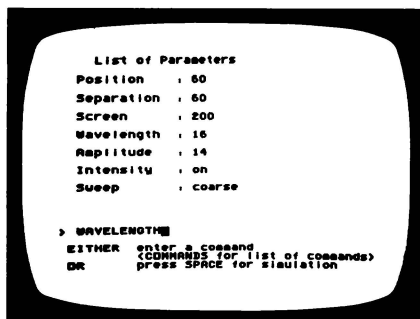 List of Parameters
Position : 60
Separation : 60
Screen : 200
Wavelength : 16
Amplitude : 14
Intensity : on
Sweep : coarse
> WAVELENGTH
EITHER enter a command
<COMMANDS for list of commands>
OR press SPACE for simulation